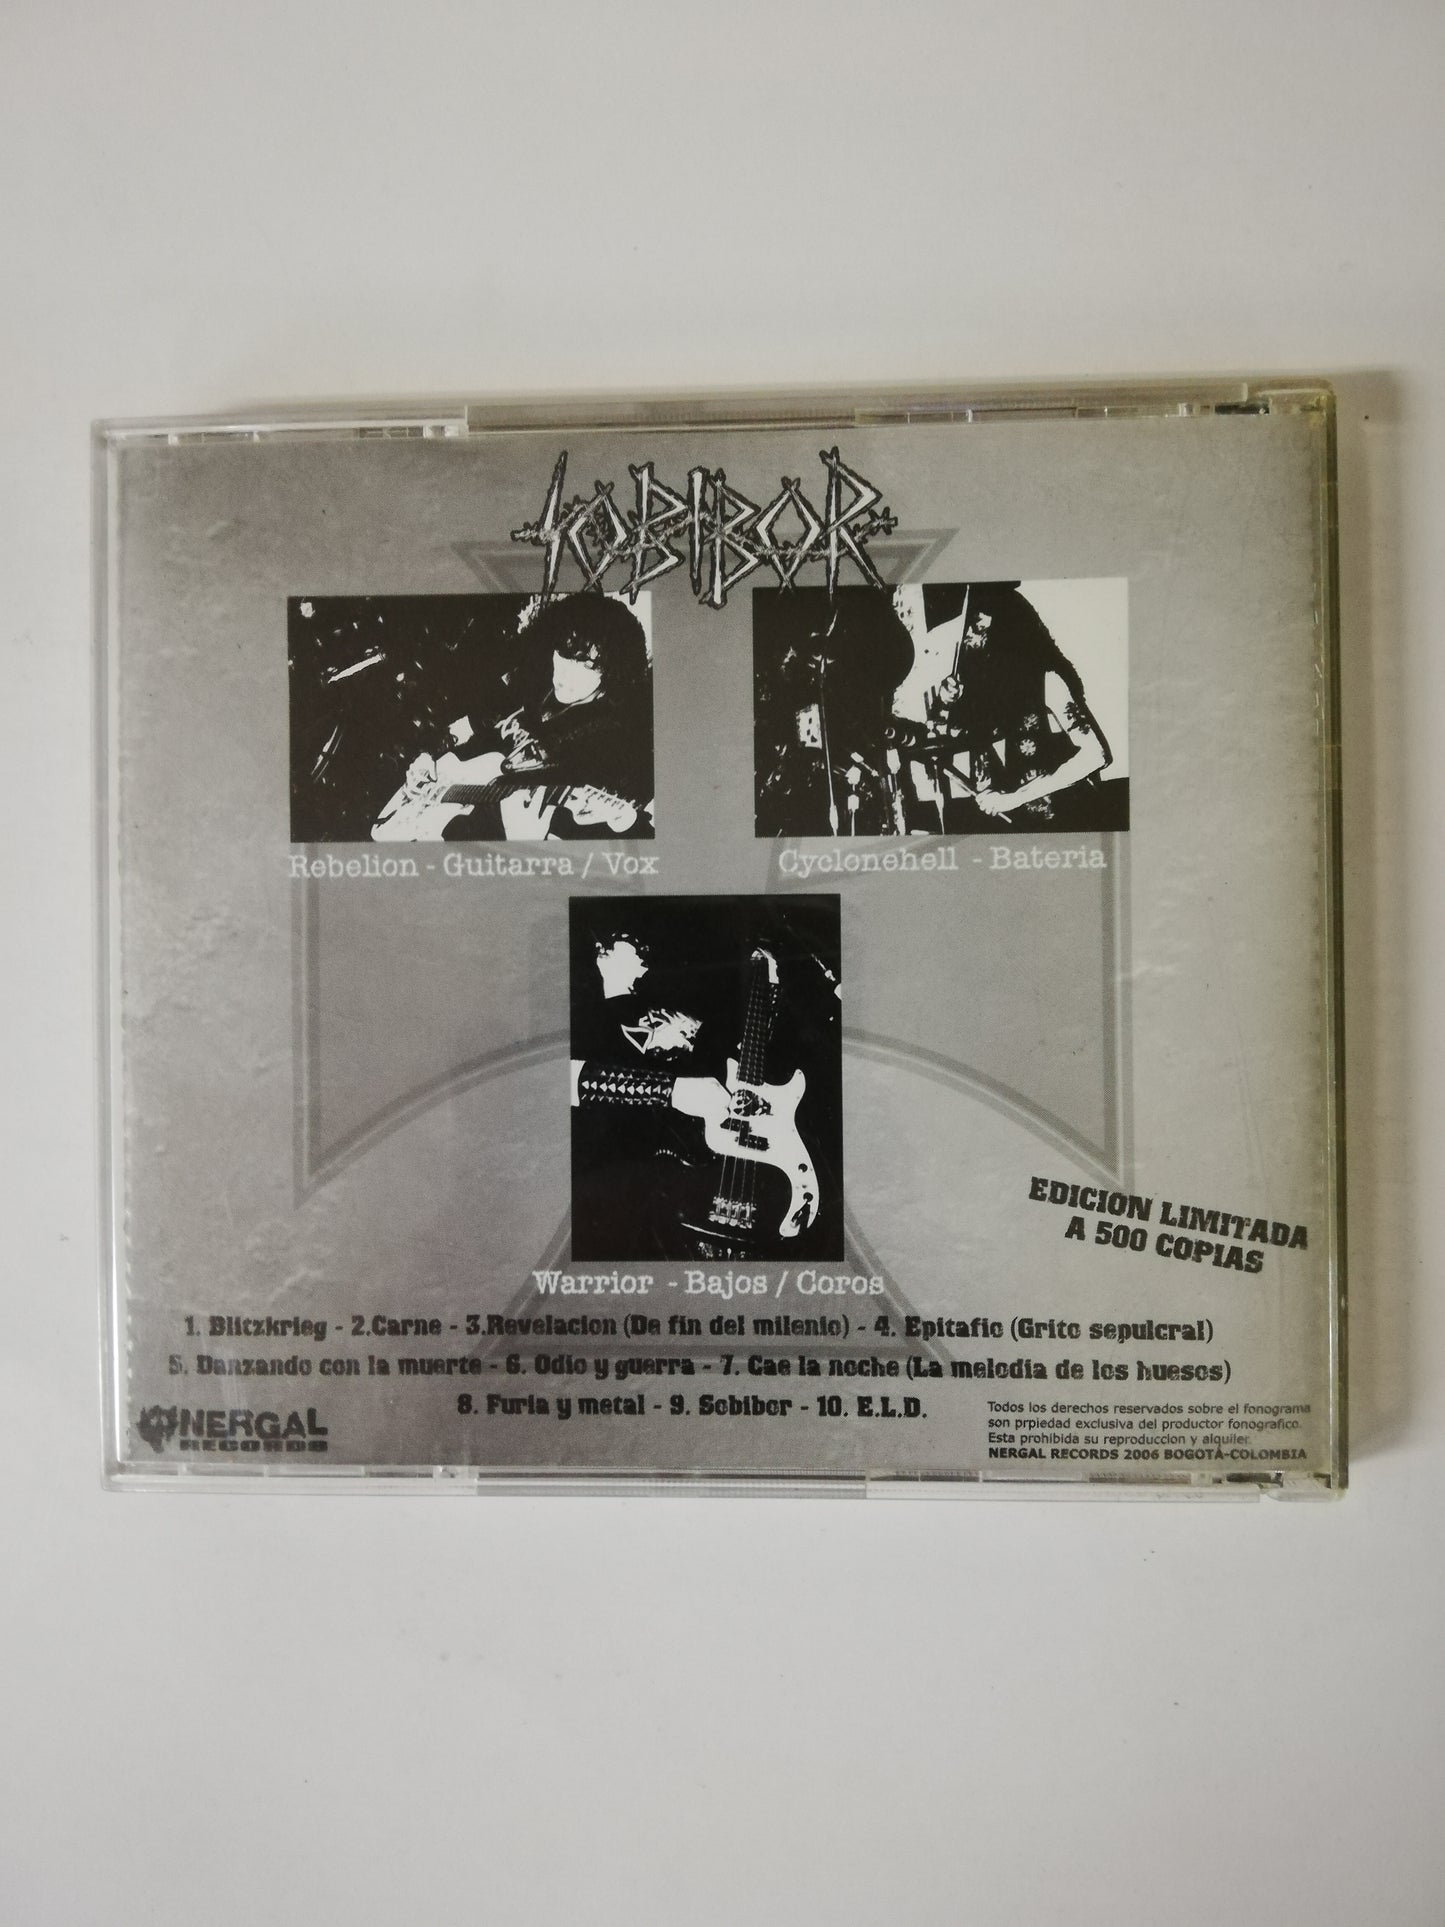 SOBIBOR
Rebelion - Guitarra / Vox
Cyclonehell - Bateria
Warrior - Bajos / Coros
EDICION LIMITADA
A 500 COPIAS
1. Blitzkrieg - 2.Carne - 3.Revelacion (De fin del milenio) - 4. Epitafio (Grito sepulcral)
5. Danzando con la muerte - 6. Odio y guerra - 7. Cae la noche (La melodia de los huesos)
8. Furia y metal - 9. Sobibor - 10. E.L.D.
NERGAL
RECORDS
Todos los derechos reservados sobre el fonograma
son prpiedad exclusiva del productor fonografico.
Esta prohibida su reproduccion y alquiler.
NERGAL RECORDS 2006 BOGOTÁ-COLOMBIA